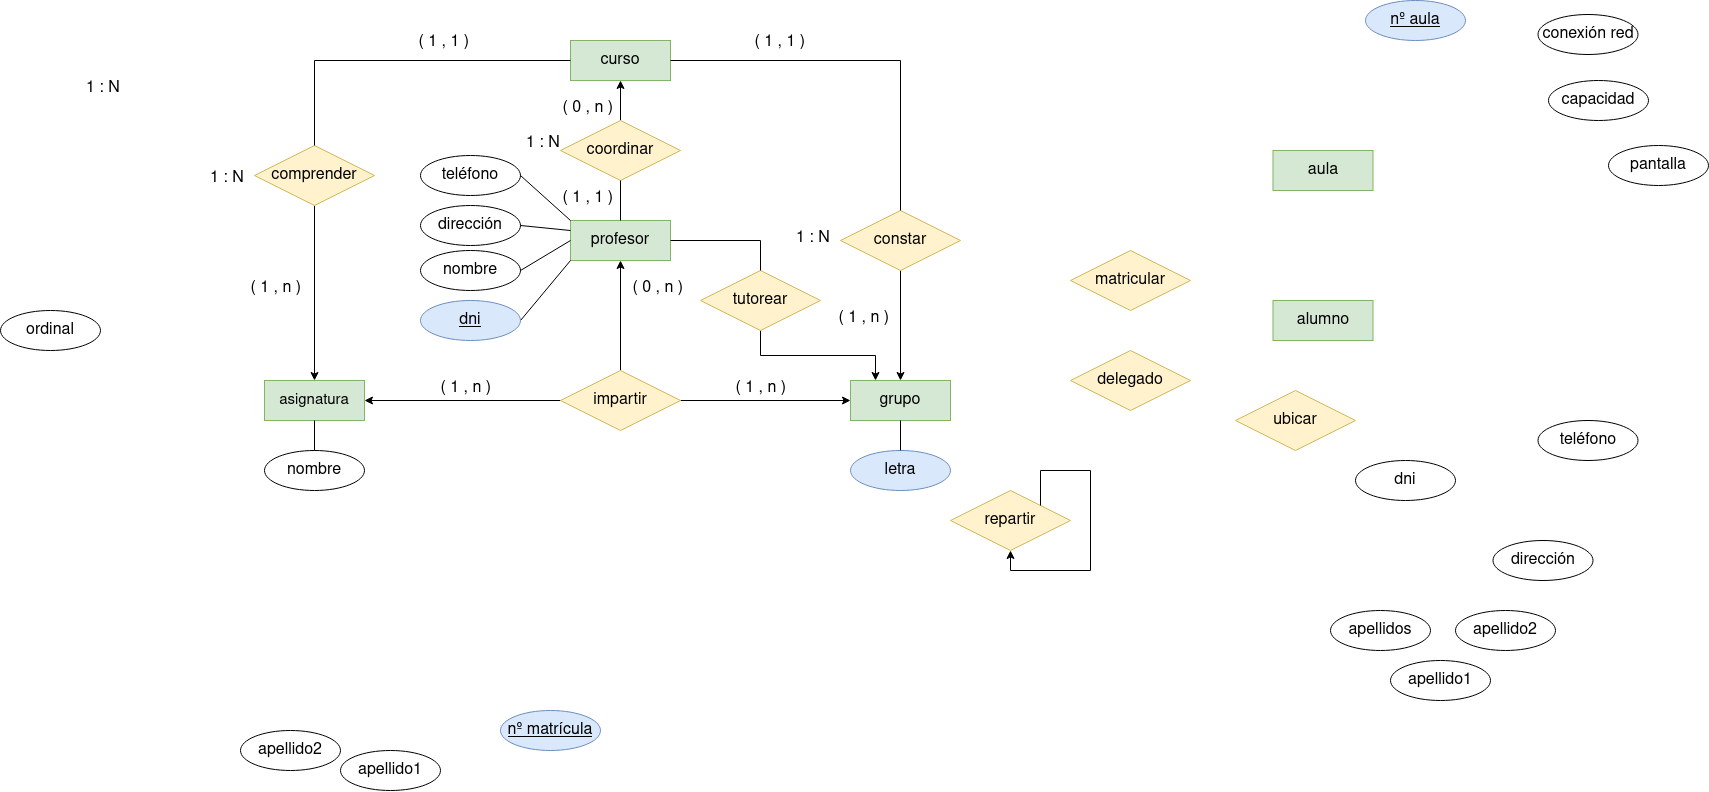 nº aula
conexión red
( 1 , 1 )
( 1 , 1 )
curso
1 : N
capacidad
( 0 , n )
1 : N
coordinar
pantalla
aula
comprender
1 : N
teléfono
( 1 , 1 )
dirección
profesor
1 : N
constar
nombre
( 1 , n )
( 0 , n )
tutorear
matricular
dni
( 1 , n )
alumno
ordinal
delegado
( 1 , n )
( 1 , n )
asignatura
impartir
grupo
ubicar
teléfono
nombre
letra
dni
repartir
dirección
apellidos
apellido2
apellido1
nº matrícula
apellido2
apellido1